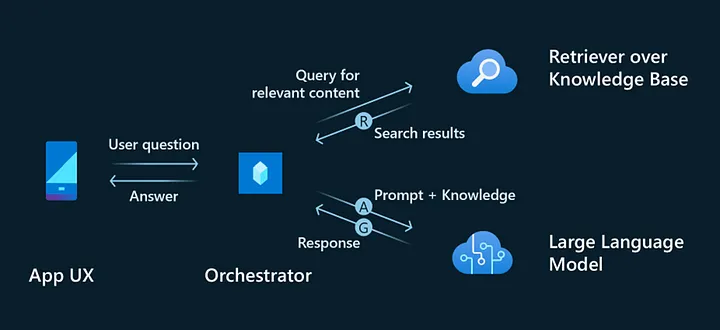 Retriever over
Knowledge Base
Query for
relevant content
R
Search results
User question
Answer
A
Prompt + Knowledge
G
Response
Large Language
Model
App UX
Orchestrator